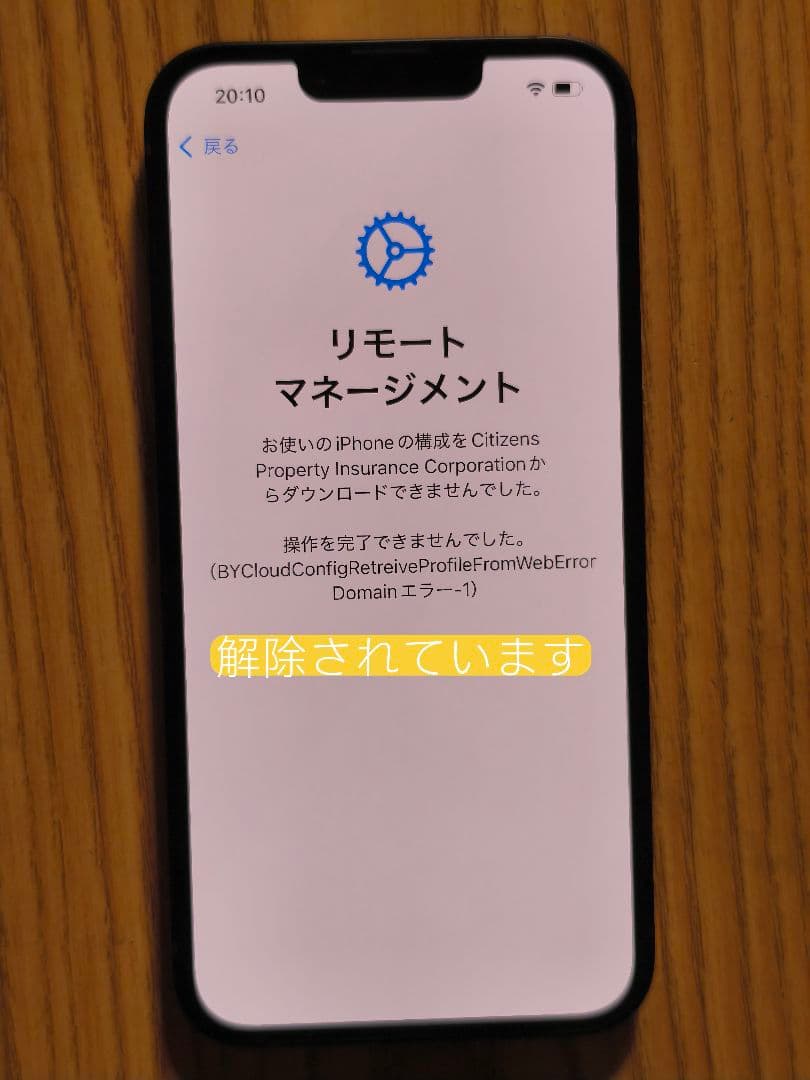 20:10
戻る
リモート
マネージメント
お使いのiPhoneの構成をCitizens
Property Insurance Corporationか
らダウンロードできませんでした。
操作を完了できませんでした。
（BYCloudConfigRetreiveProfileFromWebError
Domainエラー-1）
解除されています